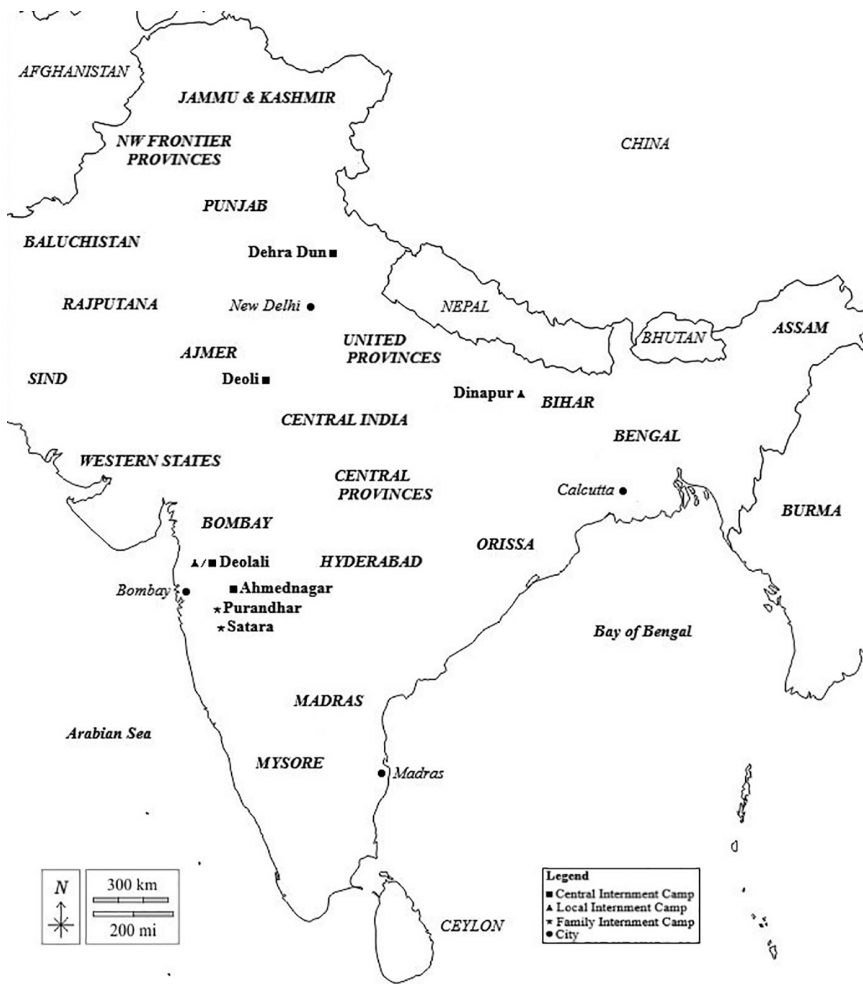 AFGHANISTAN
JAMMU & KASHMIR
NW FRONTIER
PROVINCES
CHINA
PUNJAB
BALUCHISTAN
Dehra Dun
RAJPUTANA
New Delhi
NEPAL
BHUTAN
ASSAM
UNITED
PROVINCES
AJMER
SIND
Deoli
Dinapur
BIHAR
CENTRAL INDIA
BENGAL
WESTERN STATES
CENTRAL
PROVINCES
Calcutta
BURMA
BOMBAY
ORISSA
/ Deolali
HYDERABAD
Bombay
Ahmednagar
Purandhar
Satara
Bay of Bengal
MADRAS
Arabian Sea
MYSORE
Madras
N
300 km
200 mi
CEYLON
Legend
Central Internment Camp
Local Internment Camp
Family Internment Camp
City